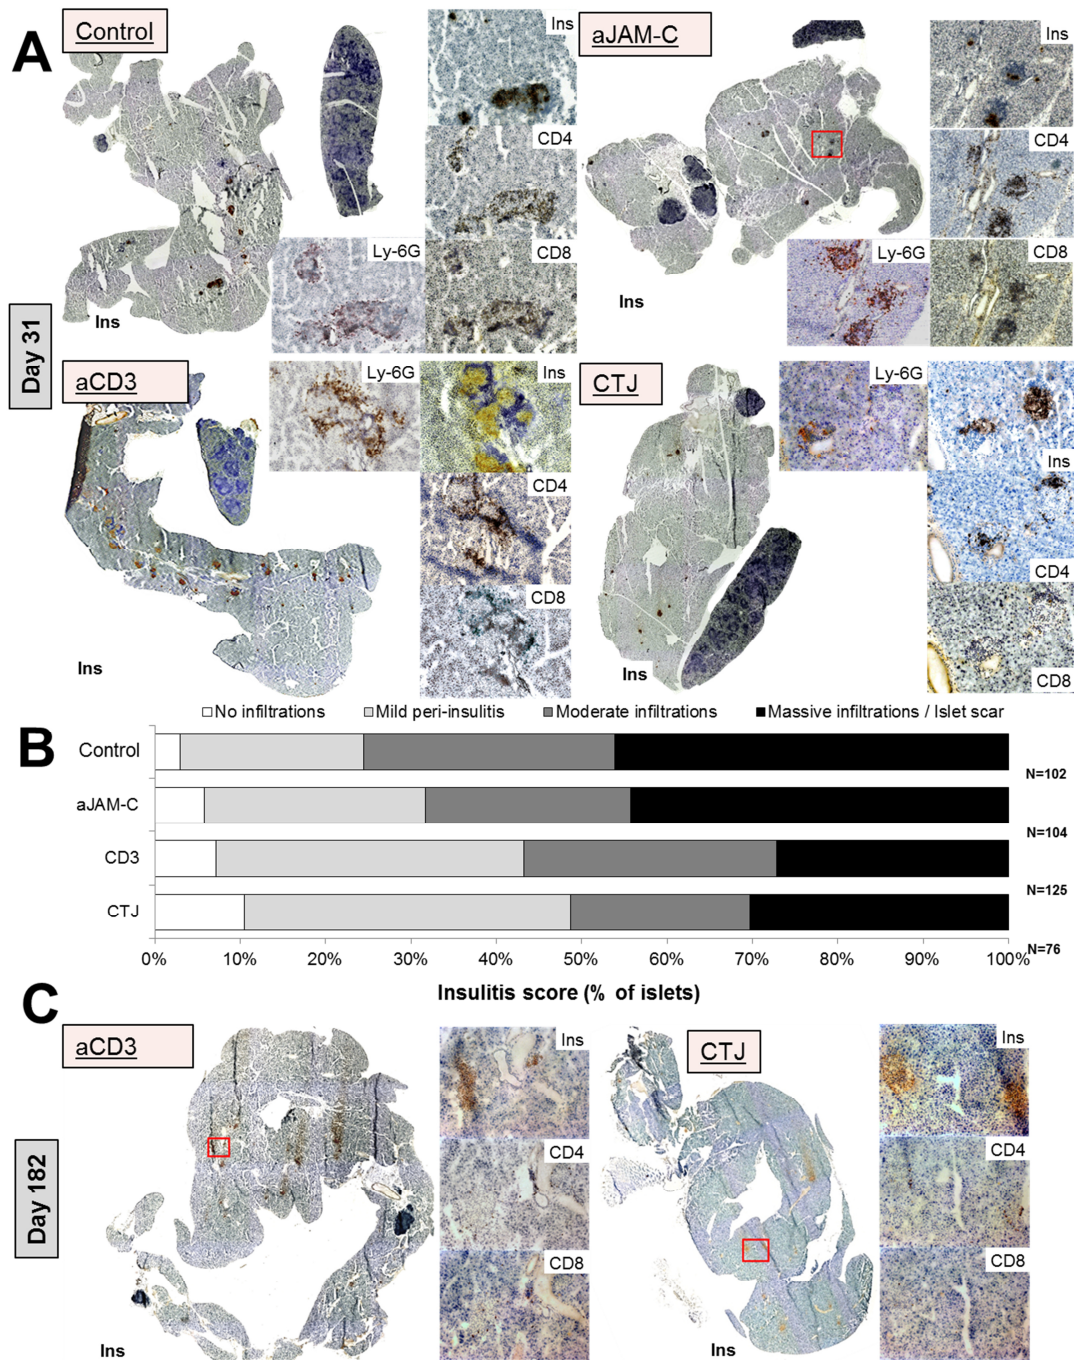 A
Control
Ins
aJAM-C
Ins
CD4
CD4
Ly-6G
CD8
Ly-6G
CD8
Ins
Ins
Day 31
aCD3
Ly-6G
Ins
CTJ
Ly-6G
Ins
CD4
CD4
CD8
Ins
Ins
CD8
No infiltrations
Mild peri-insulitis
Moderate infiltrations
Massive infiltrations / Islet scar
B
Control
N=102
aJAM-C
N=104
CD3
N=125
CTJ
N=76
0%
10%
20%
30%
40%
50%
60%
70%
80%
90%
100%
Insulitis score (% of islets)
C
aCD3
Ins
CTJ
Ins
CD4
CD4
Day 182
CD8
CD8
Ins
Ins